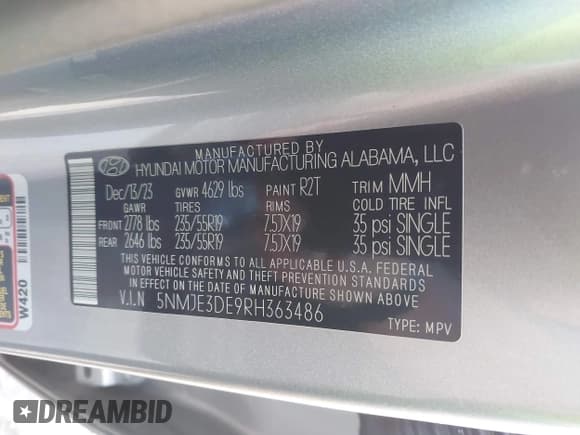 MANUFACTURED BY
HYUNDAI MOTOR MANUFACTURING ALABAMA, LLC
Dec/13/23 GVWR 4629 lbs PAINT R2T TRIM MMH
GAWR TIRES RIMS COLD TIRE INFL
FRONT 2778 lbs 235/55R19 7.5JX19 35 psi SINGLE
REAR 2646 lbs 235/55R19 7.5JX19 35 psi SINGLE
THIS VEHICLE CONFORMS TO ALL APPLICABLE U.S.A. FEDERAL
MOTOR VEHICLE SAFETY AND THEFT PREVENTION STANDARDS
IN EFFECT ON THE DATE OF MANUFACTURE SHOWN ABOVE.
V.I.N 5NMJE3DE9RH363486
TYPE: MPV
W420
DREAMBID